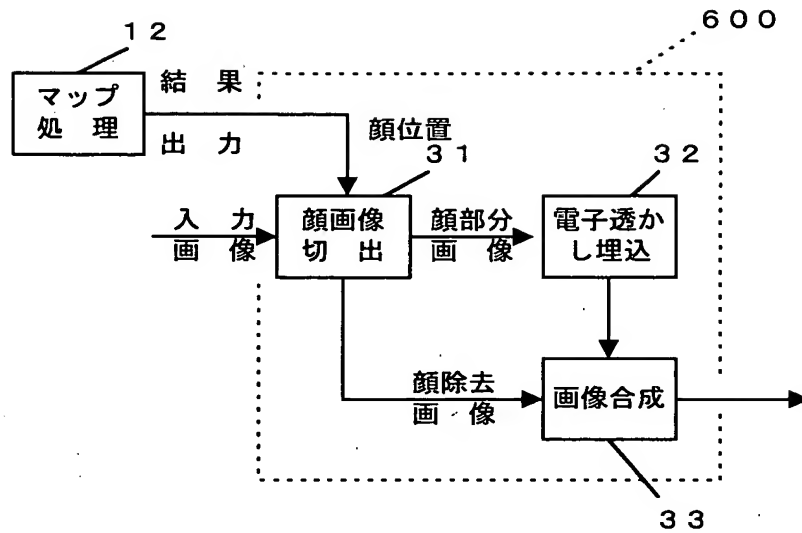 600
12
マップ
処理
結果
出力
顔位置
31
32
入力
画像
顔画像
切出
顔部分
画像
電子透か
し埋込
顔除去
画像
画像合成
33